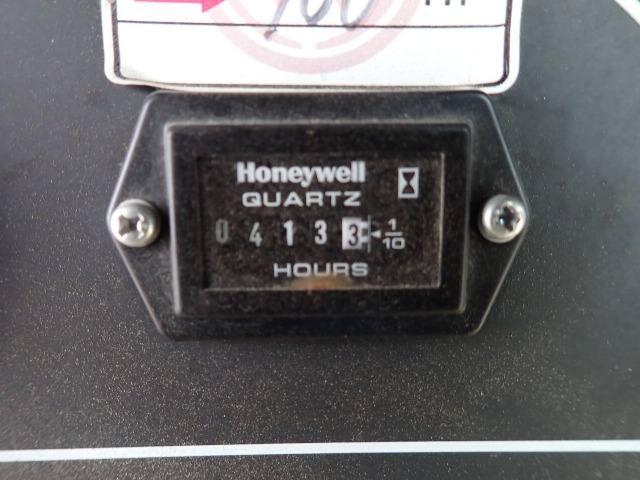 Honeywell
QUARTZ
0 4 1 3 3 1/10
HOURS